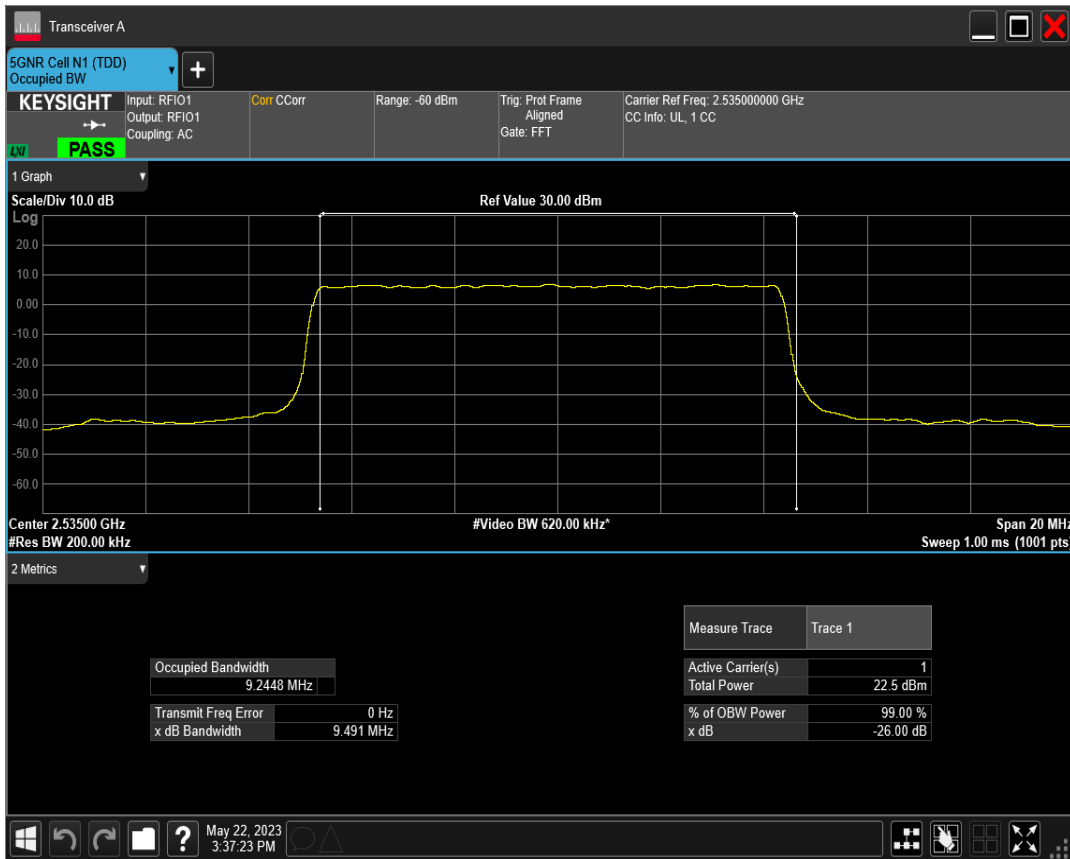 Transceiver A
5GNR Cell N1 (TDD)
Occupied BW
+
KEYSIGHT
LXI
PASS
Input: RFIO1
Output: RFIO1
Coupling: AC
Corr CCorr
Range: -60 dBm
Trig: Prot Frame
Aligned
Gate: FFT
Carrier Ref Freq: 2.535000000 GHz
CC Info: UL, 1 CC
1 Graph
Scale/Div 10.0 dB
Ref Value 30.00 dBm
Log
20.0
10.0
0.00
-10.0
-20.0
-30.0
-40.0
-50.0
-60.0
Center 2.53500 GHz
#Video BW 620.00 kHz*
Span 20 MHz
#Res BW 200.00 kHz
Sweep 1.00 ms (1001 pts)
2 Metrics
Measure Trace Trace 1
Occupied Bandwidth
9.2448 MHz
Active Carrier(s) 1
Total Power 22.5 dBm
Transmit Freq Error 0 Hz
x dB Bandwidth 9.491 MHz
% of OBW Power 99.00 %
x dB -26.00 dB
?
May 22, 2023
3:37:23 PM